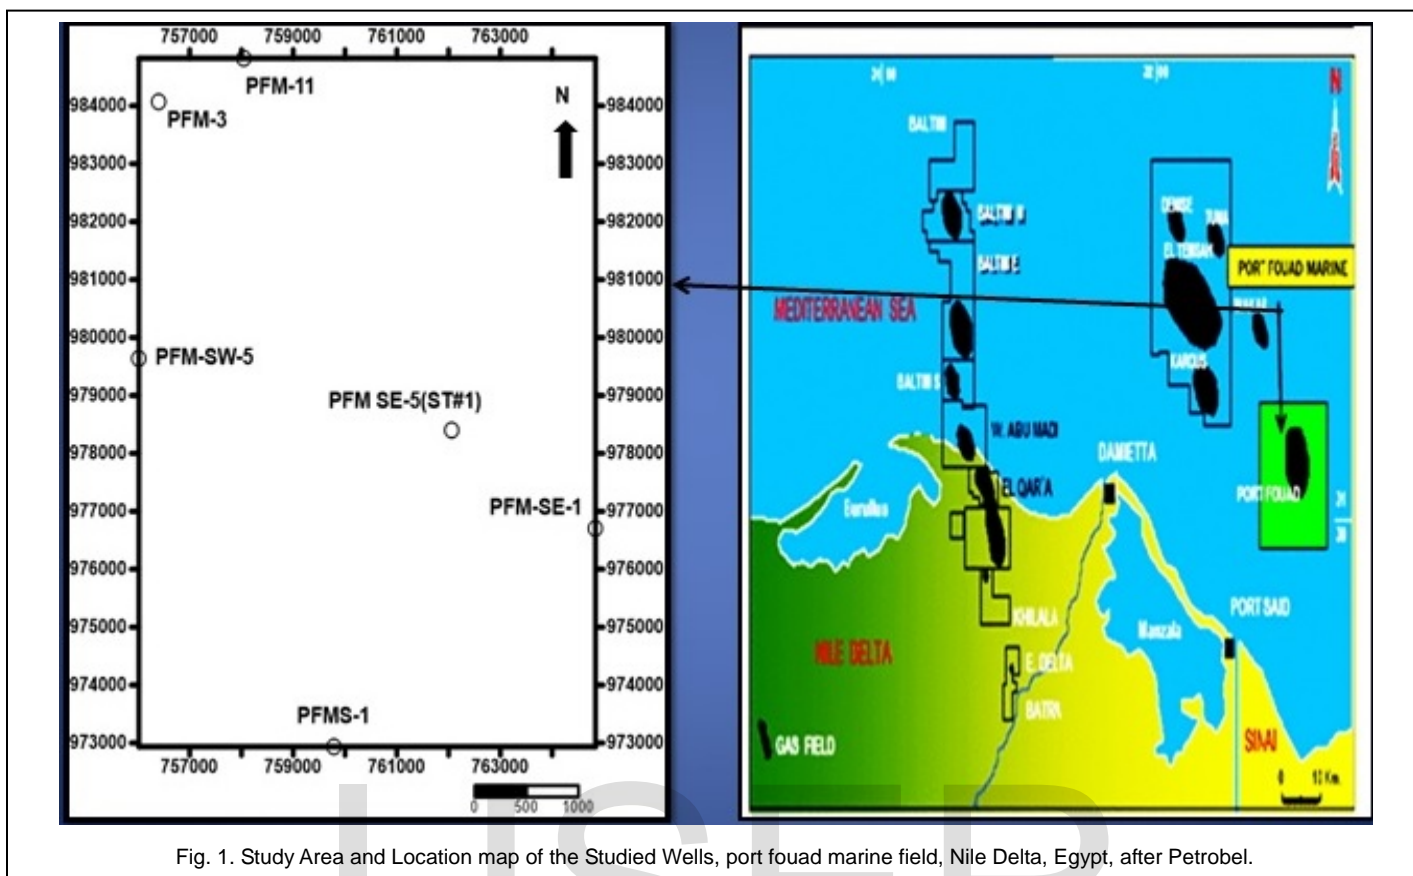 757000 759000 761000 763000
PFM-11
N
984000 984000
PFM-3
983000 983000
982000 982000
981000 981000
980000 980000
PFM-SW-5
979000 979000
PFM SE-5(ST#1)
978000 978000
PFM-SE-1
977000 977000
976000 976000
975000 975000
974000 974000
PFMS-1
973000 973000
757000 759000 761000 763000
0 500 1000
N
BALTIM
DENISE
TUNA
BALTIM N
EL TEMSAH
BALTIM E
PORT FOUAD MARINE
MEDITERRANEAN SEA
KAROUS
BALTIM S
W. ABU MADI
DAMIETTA
EL QAR'A
PORT FOUAD
31
30
KHILALA
PORT SAID
Manzala
NILE DELTA
E. DELTA
BATRA
GAS FIELD
SINAI
0 10 Km.
Fig. 1. Study Area and Location map of the Studied Wells, port fouad marine field, Nile Delta, Egypt, after Petrobel.